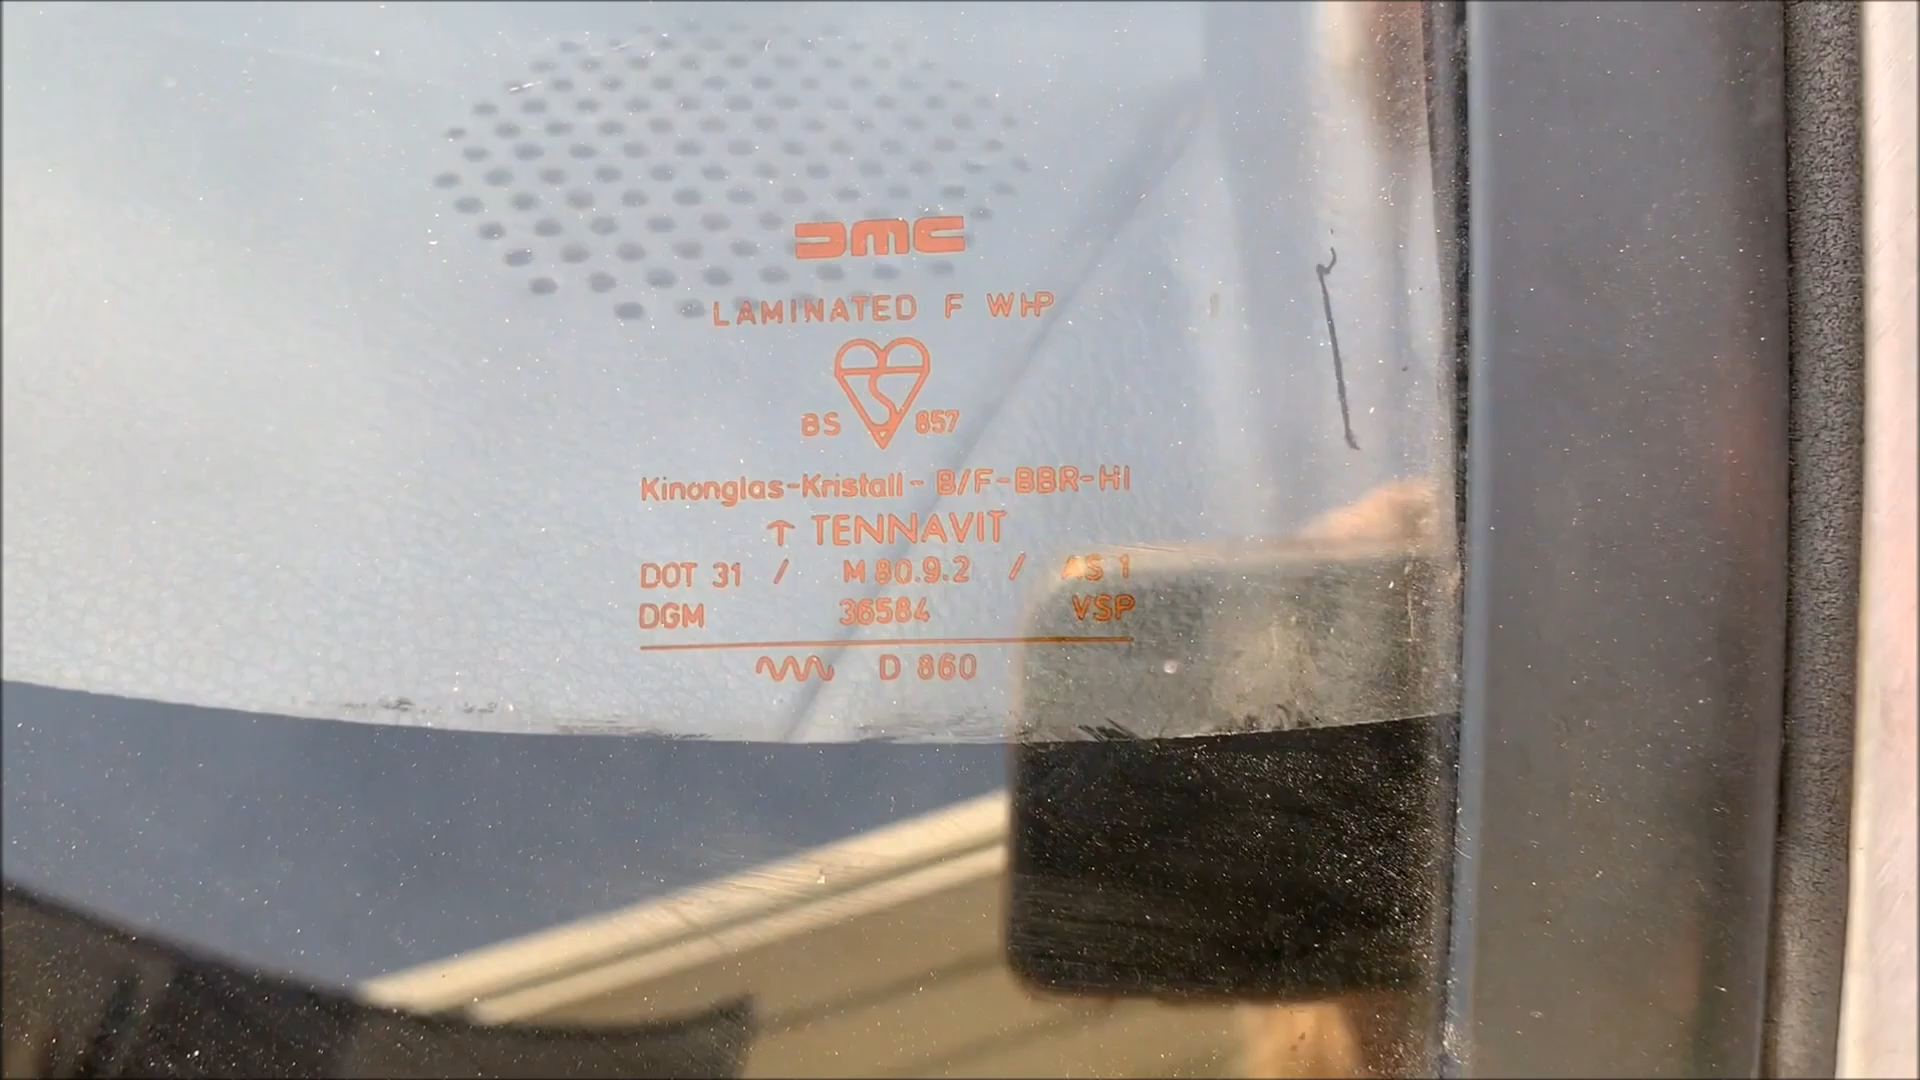 DMC
LAMINATED F WHP
BS 857
Kinonglas-Kristall - B/F-BBR-HI
↑ TENNAVIT
DOT 31 / M 80.9.2 / AS 1
DGM 36584 VSP
D 860